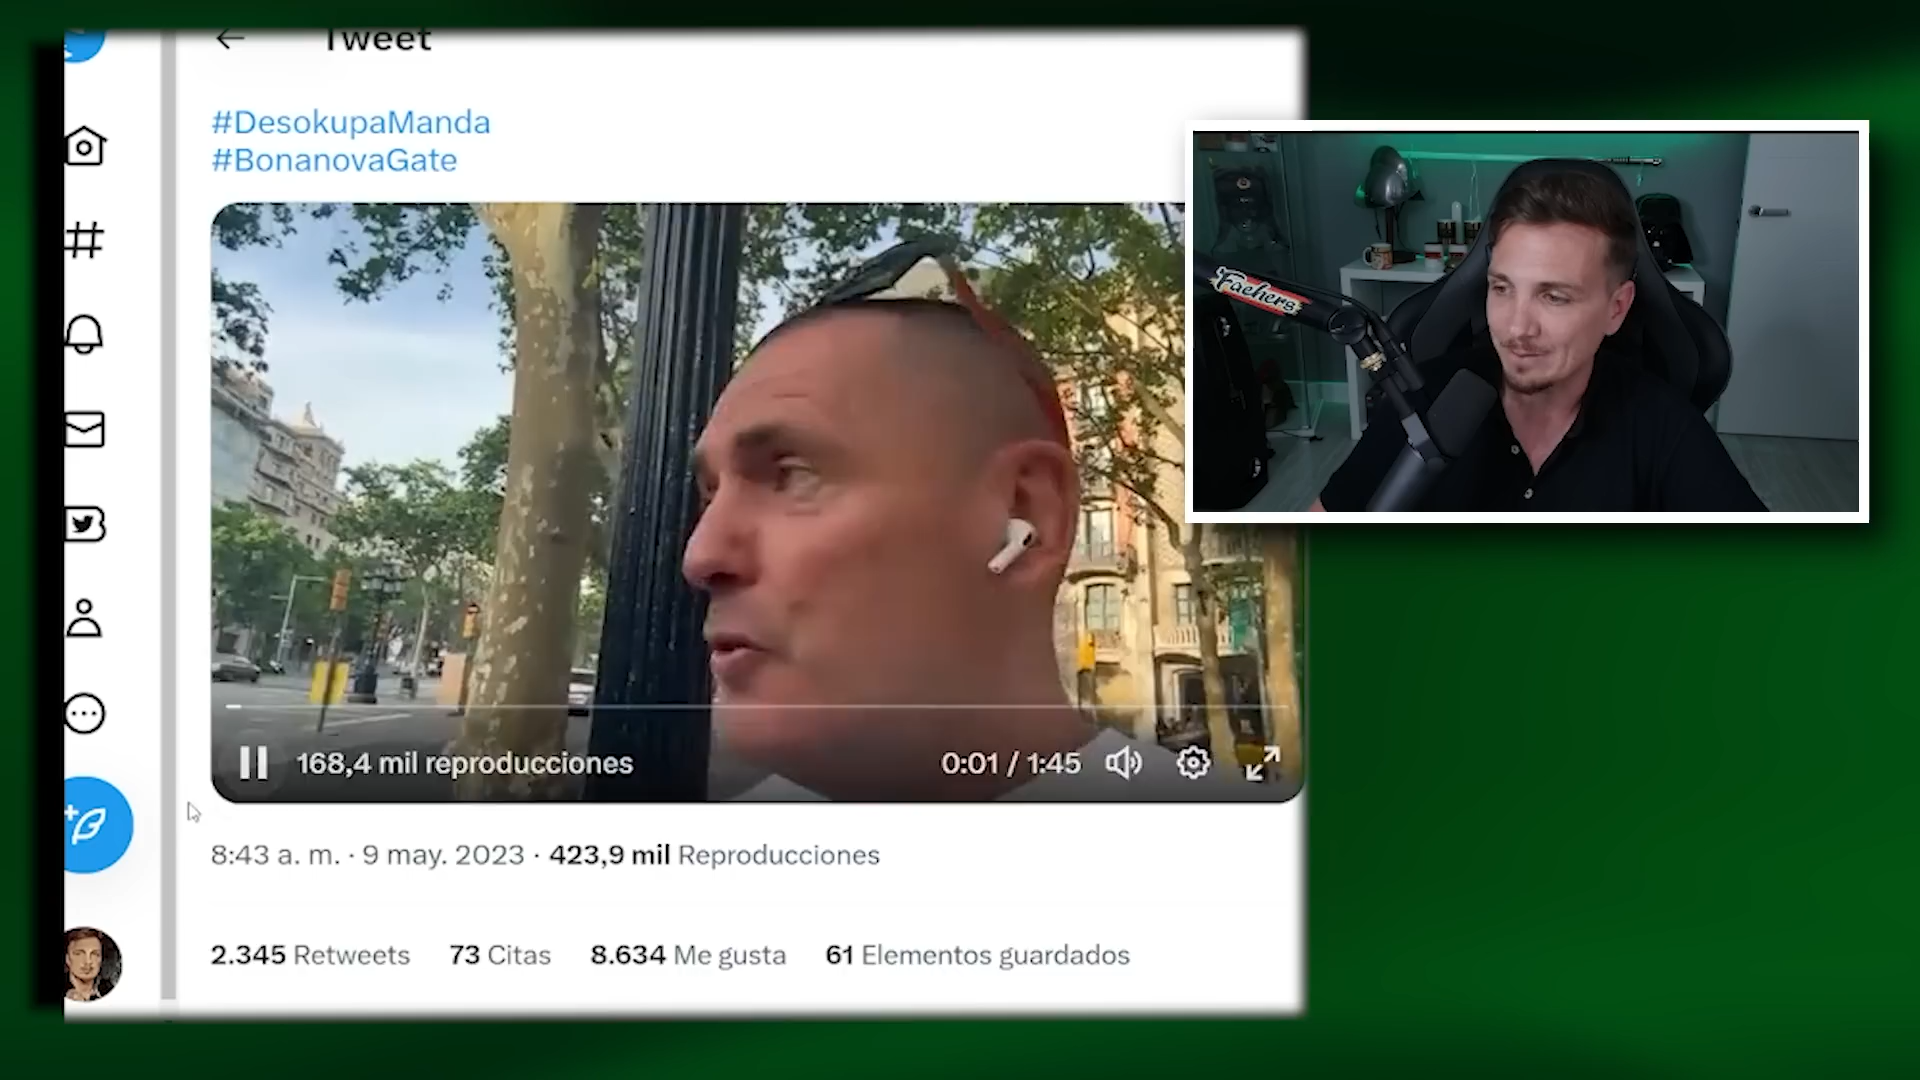 Tweet
#DesokupaManda
#BonanovaGate
Fachers
168,4 mil reproducciones
0:01 / 1:45
8:43 a. m. · 9 may. 2023 · 423,9 mil Reproducciones
2.345 Retweets 73 Citas 8.634 Me gusta 61 Elementos guardados